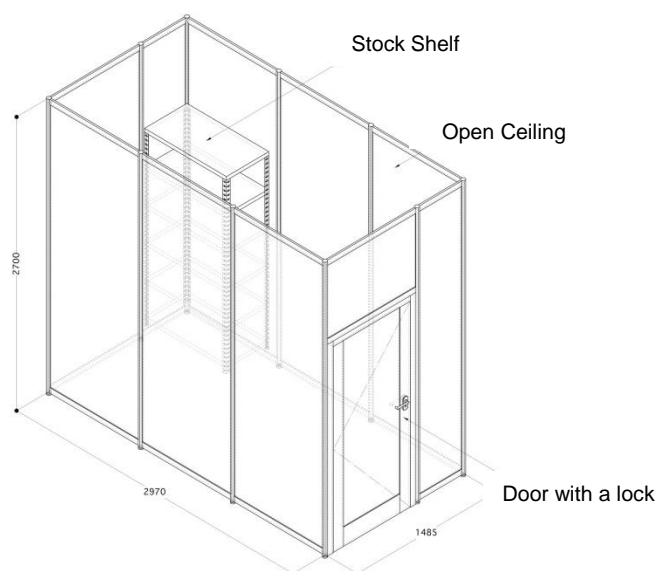 Stock Shelf
Open Ceiling
2700
2970
Door with a lock
1485